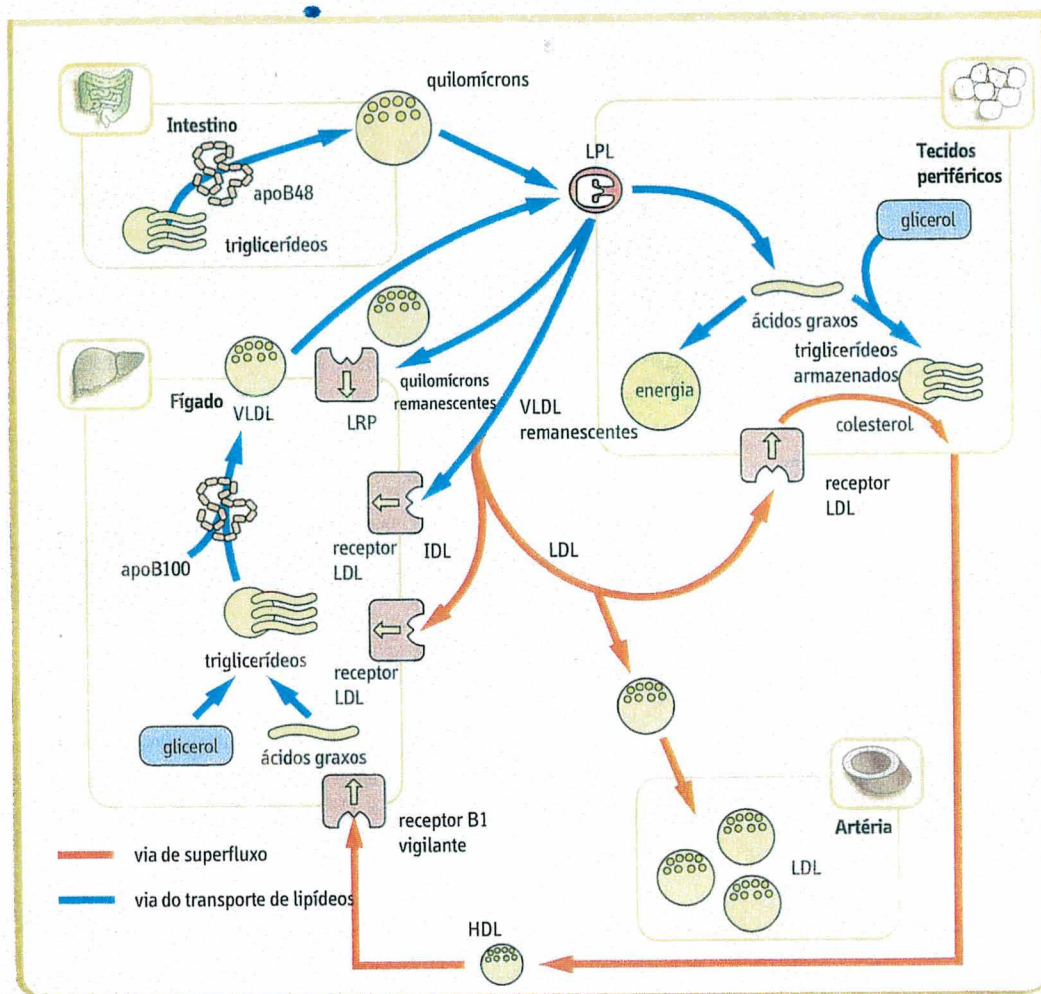 quilomícrons
Intestino
apoB48
triglicerídeos
LPL
Tecidos
periféricos
glicerol
ácidos graxos
triglicerídeos
armazenados
energia
colesterol
receptor
LDL
Fígado
VLDL
LRP
quilomícrons
remanescentes
VLDL
remanescentes
receptor
LDL
IDL
LDL
apoB100
triglicerídeos
receptor
LDL
glicerol
ácidos graxos
receptor B1
vigilante
Artéria
LDL
via de superfluxo
via do transporte de lipídeos
HDL